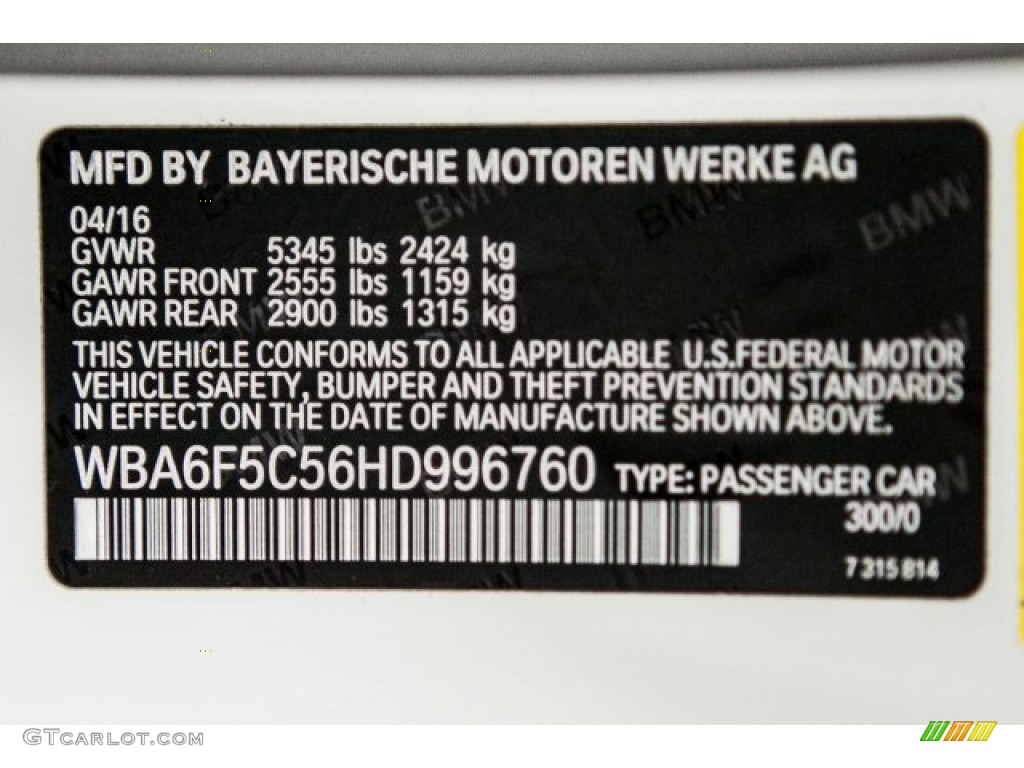 MFD BY BAYERISCHE MOTOREN WERKE AG
04/16
GVWR 5345 lbs 2424 kg
GAWR FRONT 2555 lbs 1159 kg
GAWR REAR 2900 lbs 1315 kg
THIS VEHICLE CONFORMS TO ALL APPLICABLE U.S.FEDERAL MOTOR
VEHICLE SAFETY, BUMPER AND THEFT PREVENTION STANDARDS
IN EFFECT ON THE DATE OF MANUFACTURE SHOWN ABOVE.
WBA6F5C56HD996760 TYPE: PASSENGER CAR
300/0
7 315 814
GTCARLOT.COM